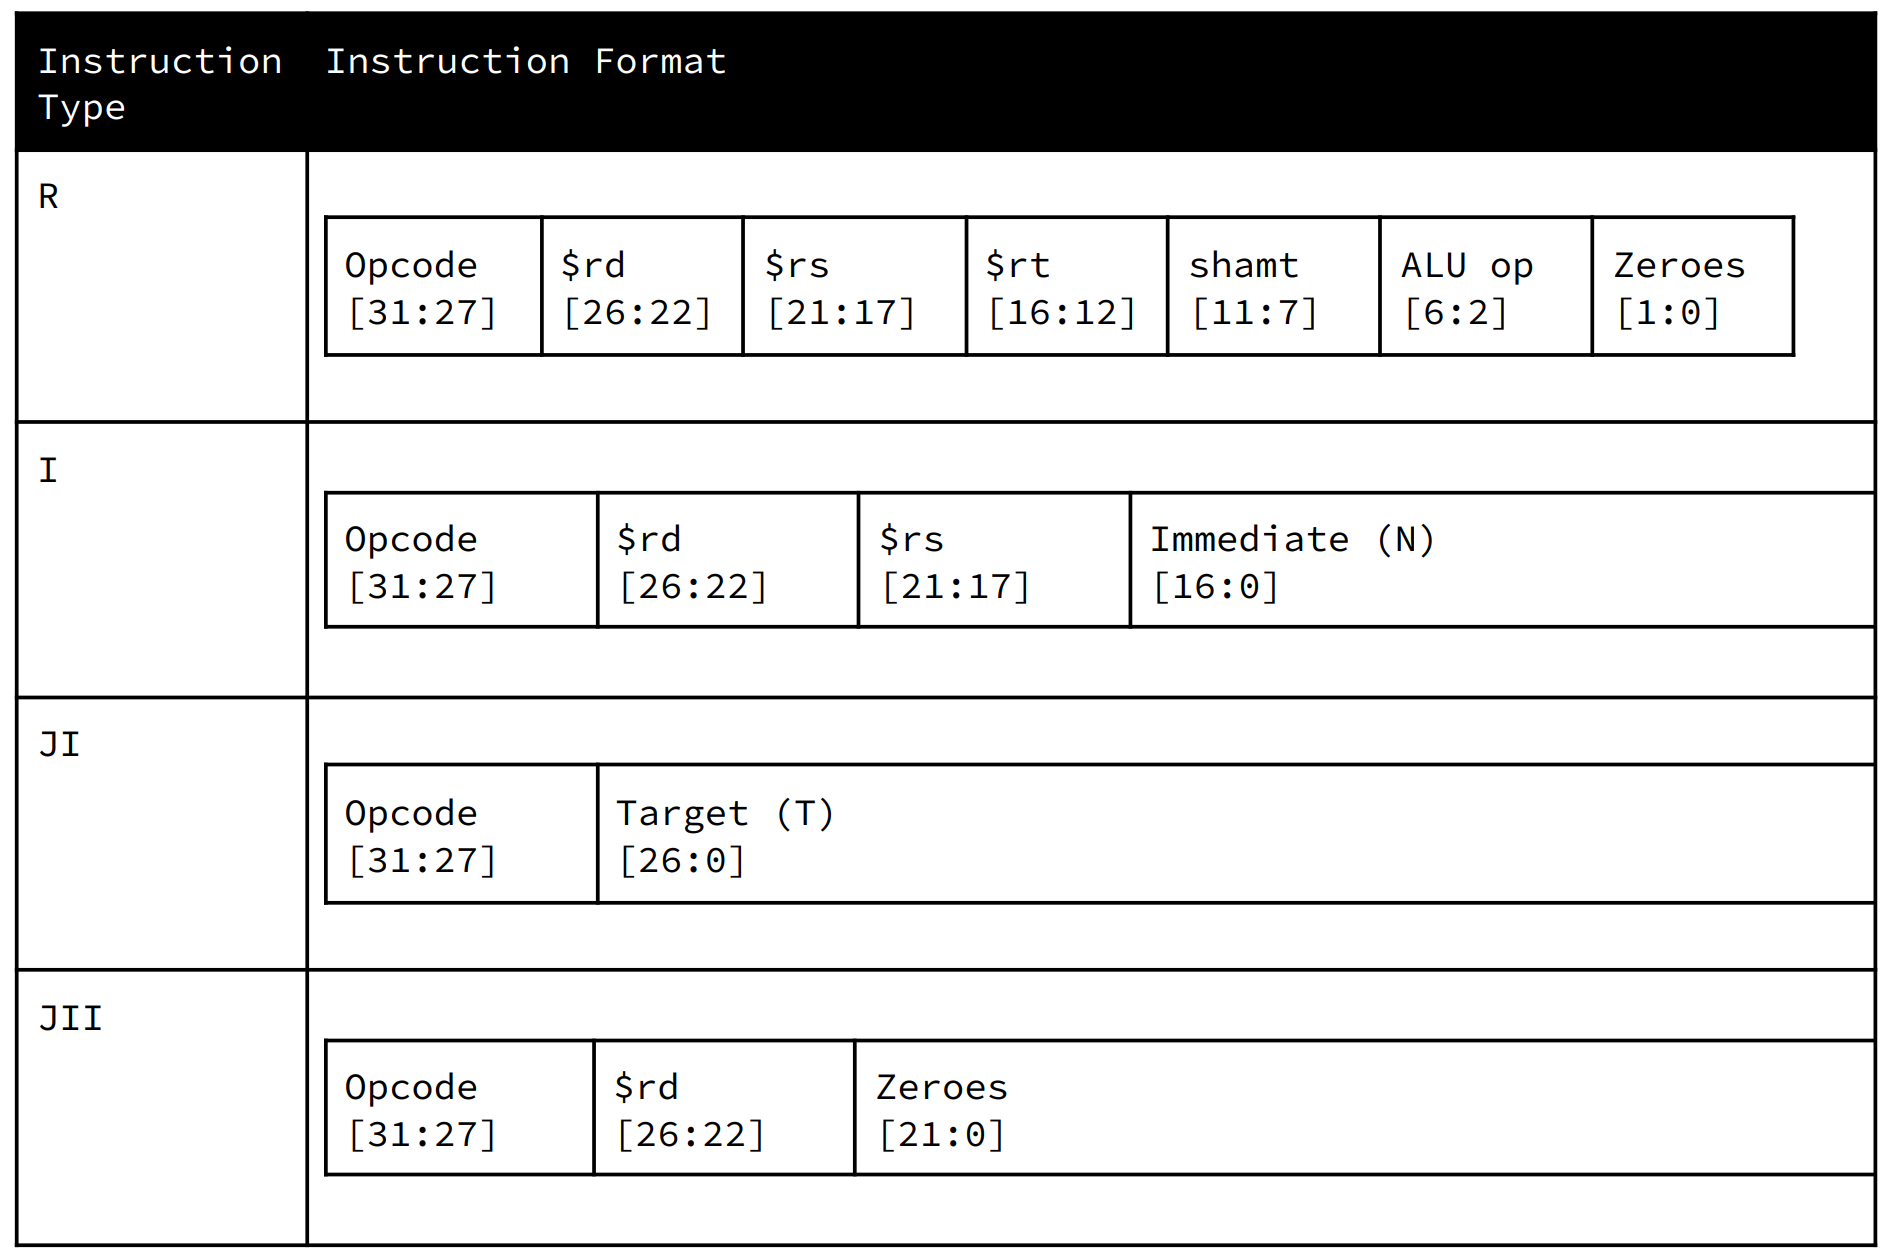 Instruction Type
Instruction Format
R
Opcode [31:27]
$rd [26:22]
$rs [21:17]
$rt [16:12]
shamt [11:7]
ALU op [6:2]
Zeroes [1:0]
I
Opcode [31:27]
$rd [26:22]
$rs [21:17]
Immediate (N) [16:0]
JI
Opcode [31:27]
Target (T) [26:0]
JII
Opcode [31:27]
$rd [26:22]
Zeroes [21:0]